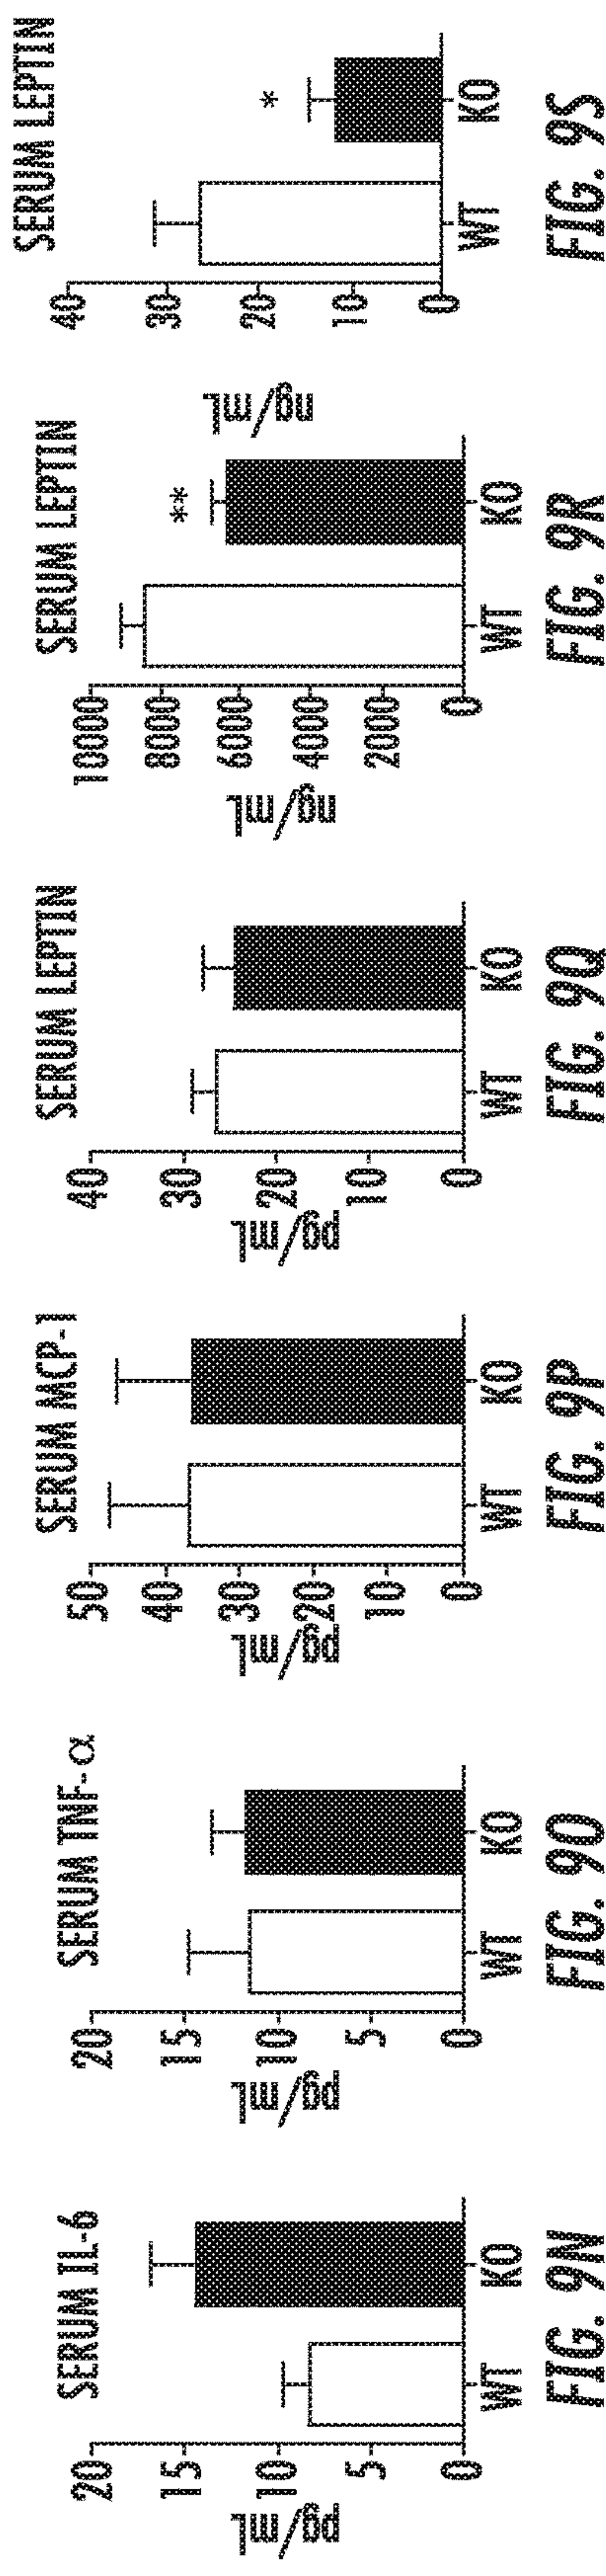 SERUM IL-6
pg/mL
20
15
10
5
0
WT KO
FIG. 9N
SERUM TNF-α
pg/mL
20
15
10
5
0
WT KO
FIG. 9O
SERUM MCP-1
pg/mL
50
40
30
20
10
0
WT KO
FIG. 9P
SERUM LEPTIN
pg/mL
40
30
20
10
0
WT KO
FIG. 9Q
SERUM LEPTIN
ng/mL
10000
8000
6000
4000
2000
0
**
WT KO
FIG. 9R
SERUM LEPTIN
ng/mL
40
30
20
10
0
*
WT KO
FIG. 9S